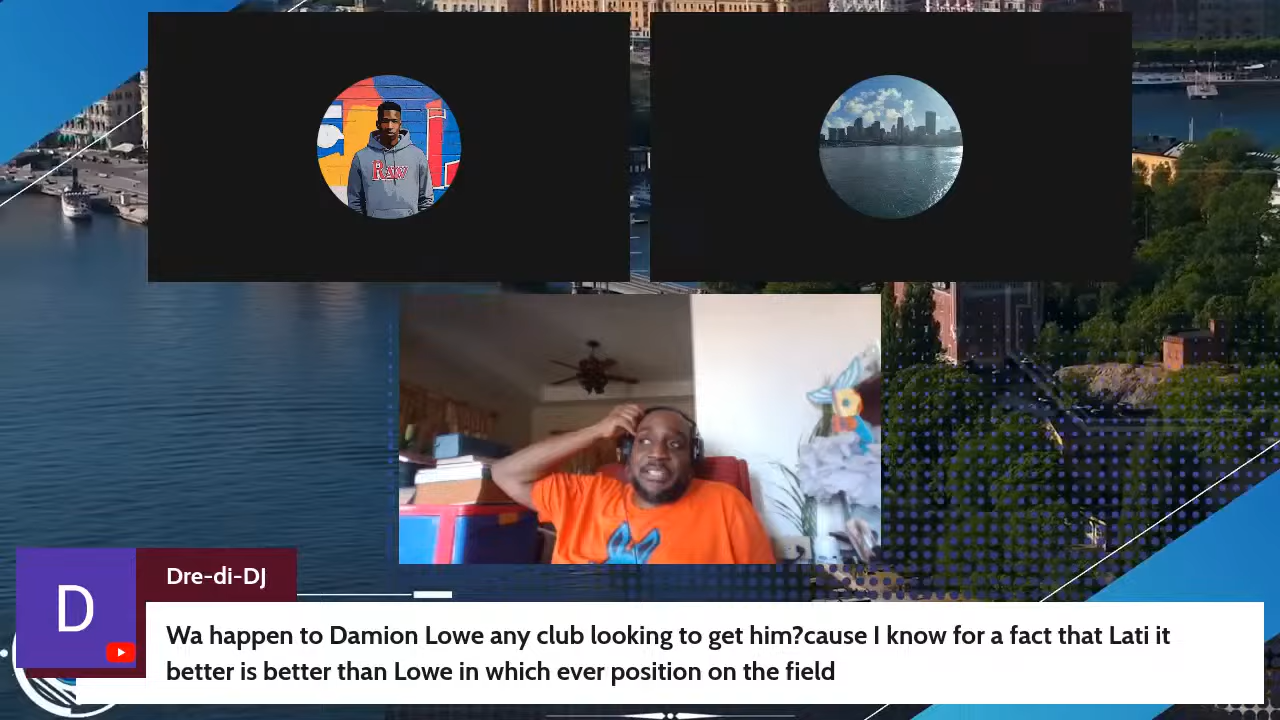 Raw
D
Dre-di-DJ
Wa happen to Damion Lowe any club looking to get him?cause I know for a fact that Lati it
better is better than Lowe in which ever position on the field